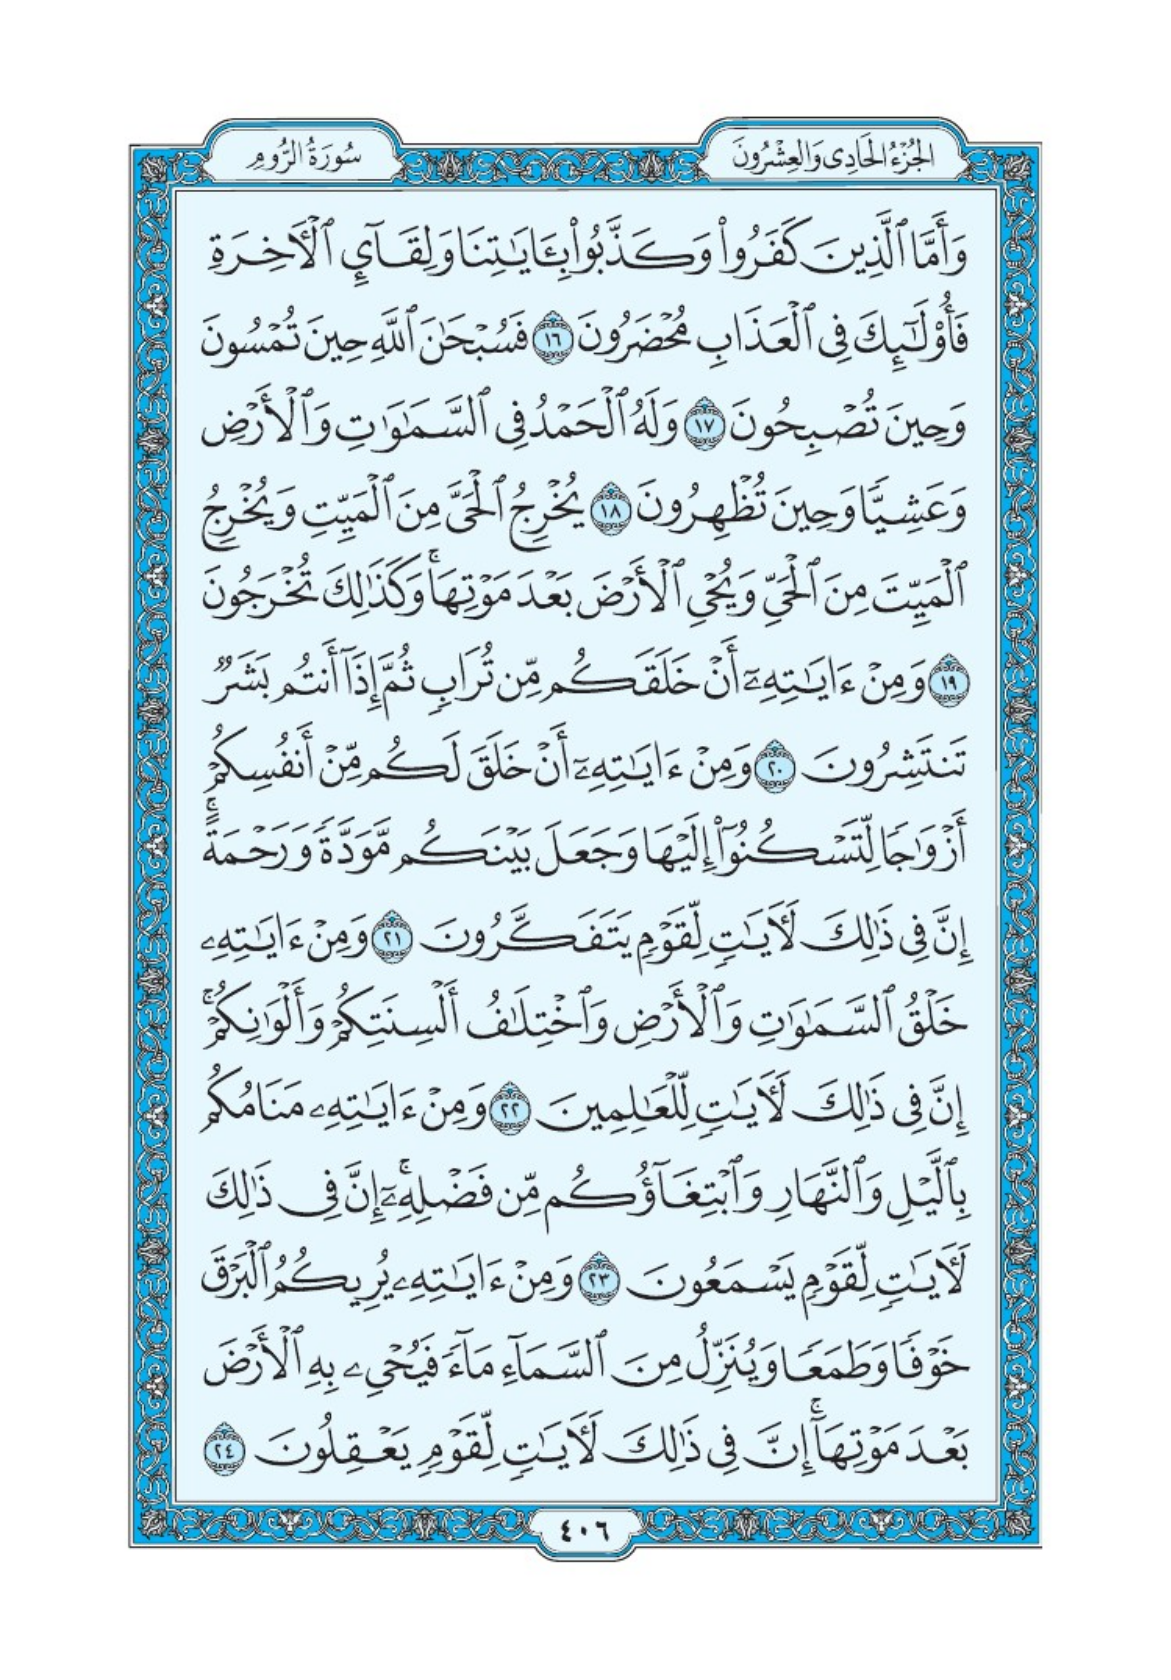 الجُزْءُ الحَادِى وَالعِشْرُونَ
سُورَةُ الرُّومِ
وَأَمَّا ٱلَّذِينَ كَفَرُوا۟ وَكَذَّبُوا۟ بِـَٔايَٰتِنَا وَلِقَآئِ ٱلْأَخِرَةِ
فَأُو۟لَٰٓئِكَ فِى ٱلْعَذَابِ مُحْضَرُونَ ١٦ فَسُبْحَٰنَ ٱللَّهِ حِينَ تُمْسُونَ
وَحِينَ تُصْبِحُونَ ١٧ وَلَهُ ٱلْحَمْدُ فِى ٱلسَّمَٰوَٰتِ وَٱلْأَرْضِ
وَعَشِيًّا وَحِينَ تُظْهِرُونَ ١٨ يُخْرِجُ ٱلْحَىَّ مِنَ ٱلْمَيِّتِ وَيُخْرِجُ
ٱلْمَيِّتَ مِنَ ٱلْحَىِّ وَيُحْىِ ٱلْأَرْضَ بَعْدَ مَوْتِهَا ۚ وَكَذَٰلِكَ تُخْرَجُونَ
١٩ وَمِنْ ءَايَٰتِهِۦٓ أَنْ خَلَقَكُم مِّن تُرَابٍ ثُمَّ إِذَآ أَنتُم بَشَرٌ
تَنتَشِرُونَ ٢٠ وَمِنْ ءَايَٰتِهِۦٓ أَنْ خَلَقَ لَكُم مِّنْ أَنفُسِكُمْ
أَزْوَٰجًا لِّتَسْكُنُوٓا۟ إِلَيْهَا وَجَعَلَ بَيْنَكُم مَّوَدَّةً وَرَحْمَةً ۚ
إِنَّ فِى ذَٰلِكَ لَأَيَٰتٍ لِّقَوْمٍ يَتَفَكَّرُونَ ٢١ وَمِنْ ءَايَٰتِهِۦ
خَلْقُ ٱلسَّمَٰوَٰتِ وَٱلْأَرْضِ وَٱخْتِلَٰفُ أَلْسِنَتِكُمْ وَأَلْوَٰنِكُمْ ۚ
إِنَّ فِى ذَٰلِكَ لَأَيَٰتٍ لِّلْعَٰلِمِينَ ٢٢ وَمِنْ ءَايَٰتِهِۦ مَنَامُكُم
بِٱلَّيْلِ وَٱلنَّهَارِ وَٱبْتِغَآؤُكُم مِّن فَضْلِهِۦٓ ۚ إِنَّ فِى ذَٰلِكَ
لَأَيَٰتٍ لِّقَوْمٍ يَسْمَعُونَ ٢٣ وَمِنْ ءَايَٰتِهِۦ يُرِيكُمُ ٱلْبَرْقَ
خَوْفًا وَطَمَعًا وَيُنَزِّلُ مِنَ ٱلسَّمَآءِ مَآءً فَيُحْىِۦ بِهِ ٱلْأَرْضَ
بَعْدَ مَوْتِهَآ ۚ إِنَّ فِى ذَٰلِكَ لَأَيَٰتٍ لِّقَوْمٍ يَعْقِلُونَ ٢٤
٤٠٦